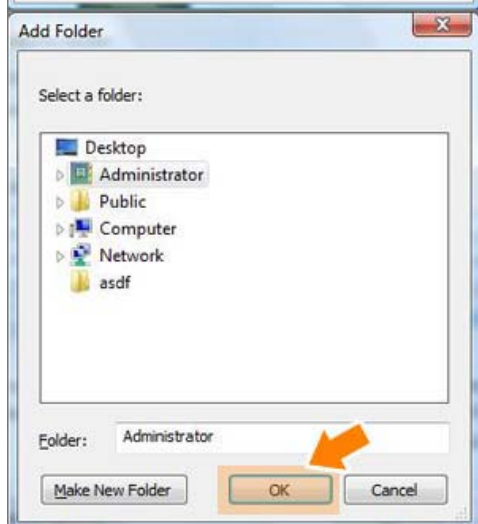 Add Folder
Select a folder:
Desktop
Administrator
Public
Computer
Network
asdf
Folder: Administrator
Make New Folder OK Cancel